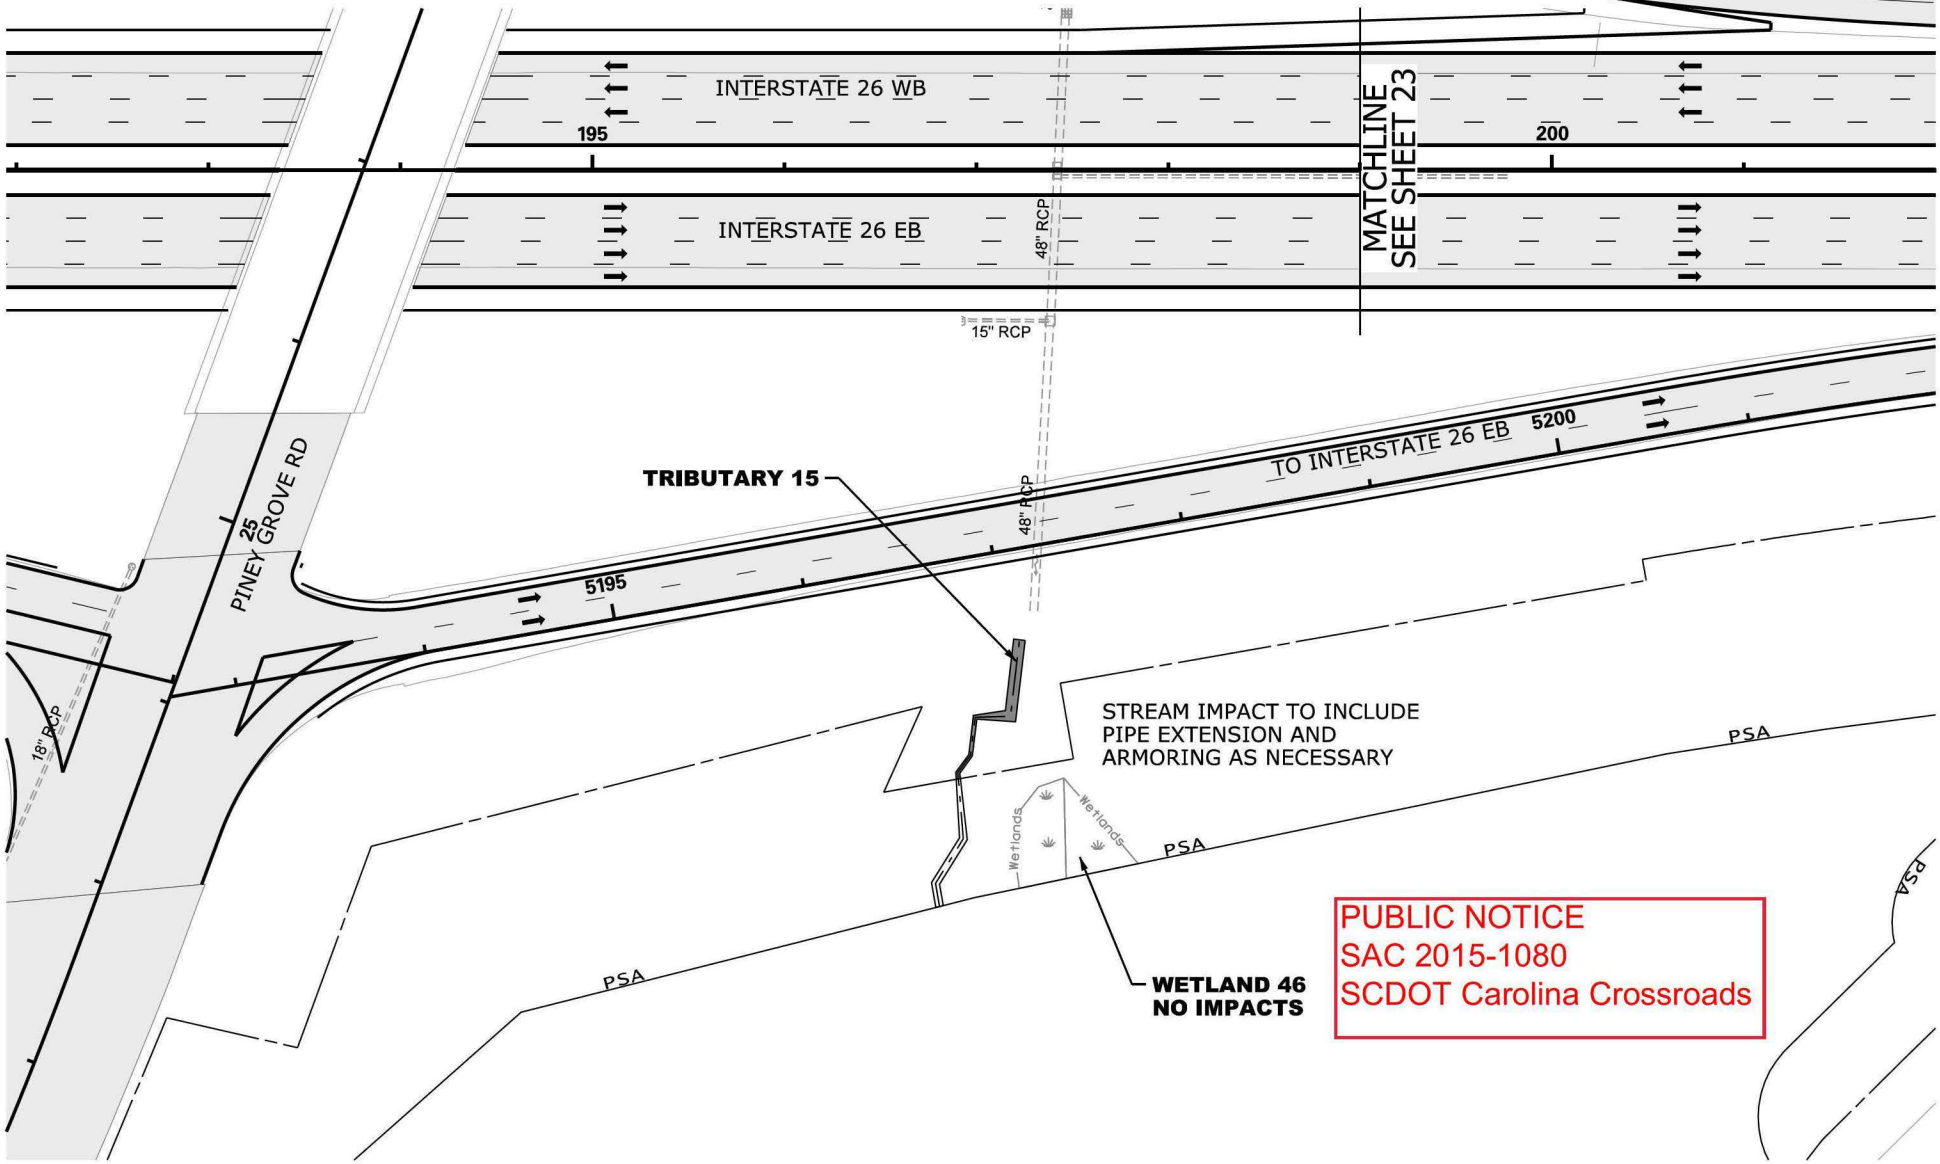 INTERSTATE 26 WB
195
200
MATCHLINE
SEE SHEET 23
INTERSTATE 26 EB
48" RCP
15" RCP
TO INTERSTATE 26 EB
5200
TRIBUTARY 15
48" RCP
25
PINEY GROVE RD
5195
18" RCP
STREAM IMPACT TO INCLUDE
PIPE EXTENSION AND
ARMORING AS NECESSARY
PSA
Wetlands
Wetlands
PSA
PSA
PSA
WETLAND 46
NO IMPACTS
PUBLIC NOTICE
SAC 2015-1080
SCDOT Carolina Crossroads